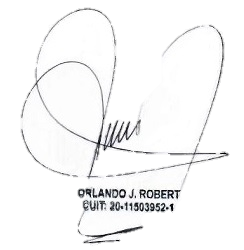 ORLANDO J. ROBERT
CUIT: 20-11503952-1